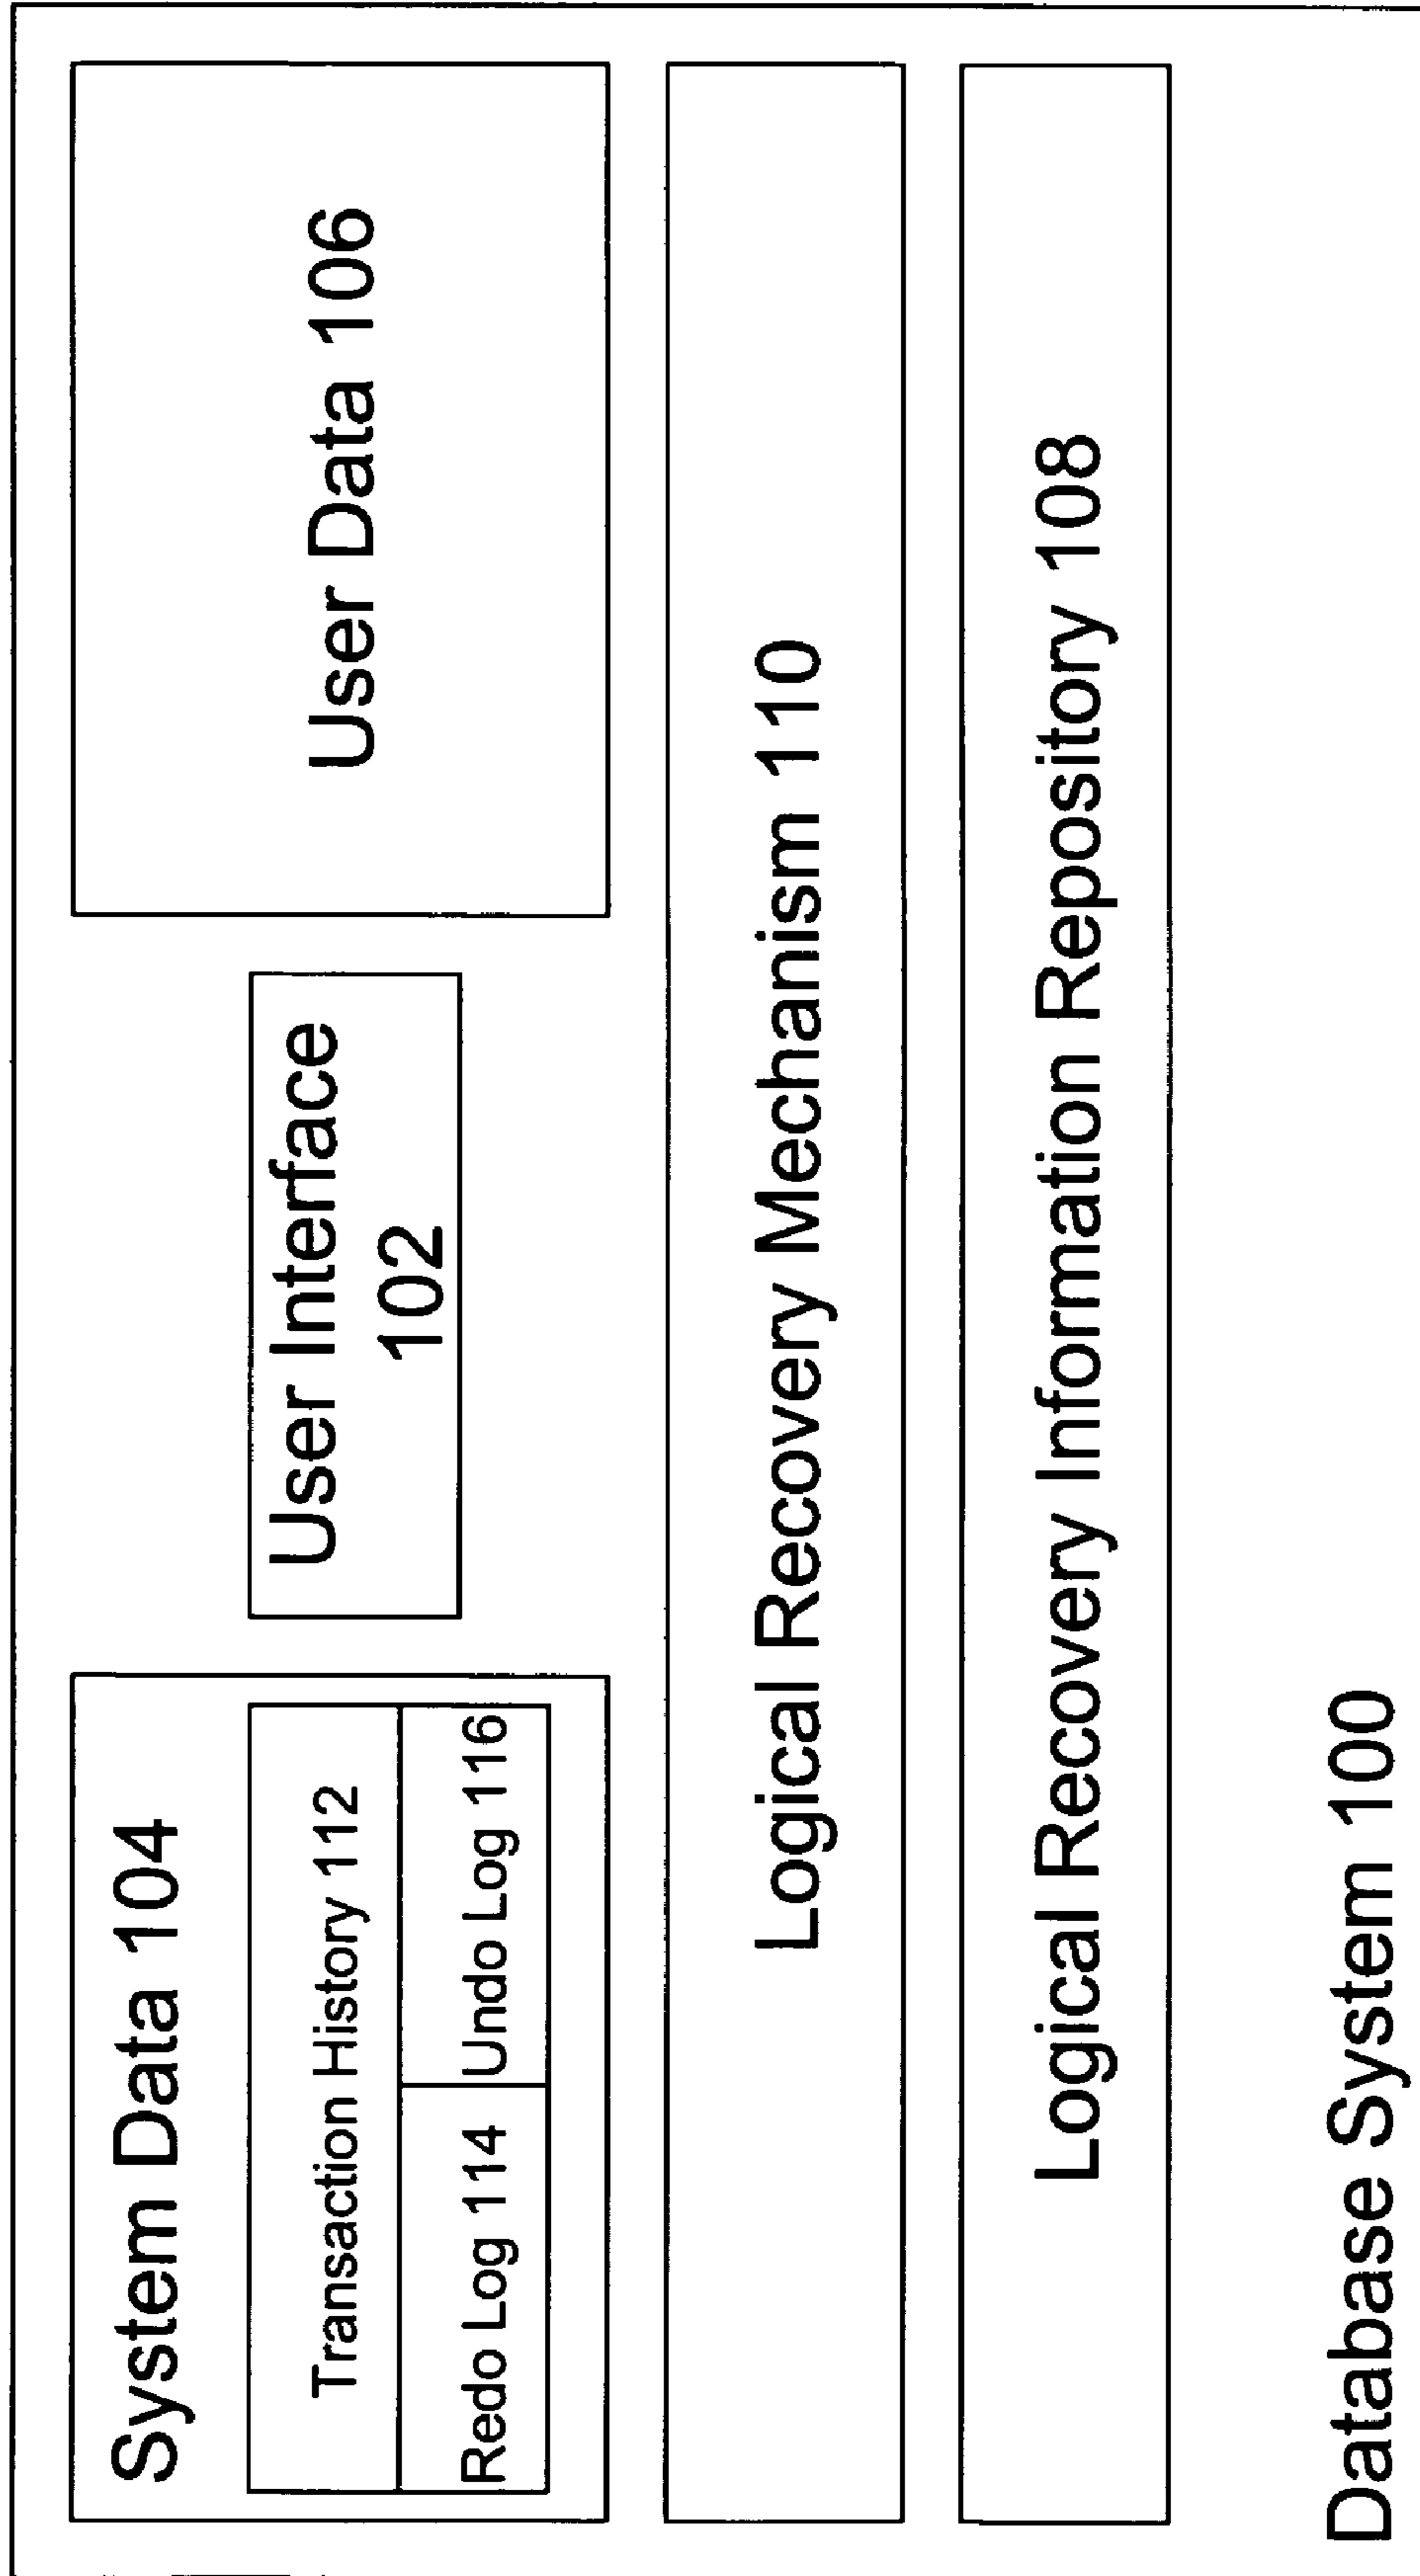 System Data 104
Transaction History 112
Redo Log 114
Undo Log 116
User Interface
102
User Data 106
Logical Recovery Mechanism 110
Logical Recovery Information Repository 108
Database System 100